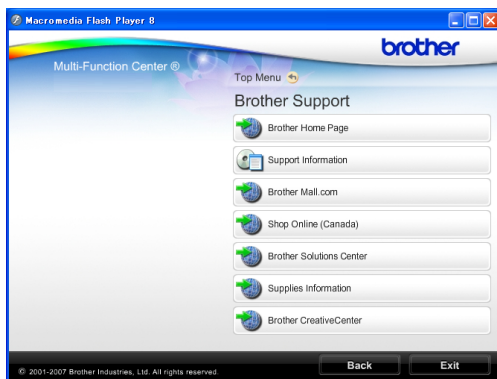 Macromedia Flash Player 8
brother
Multi-Function Center ®
Top Menu
Brother Support
Brother Home Page
Support Information
Brother Mall.com
Shop Online (Canada)
Brother Solutions Center
Supplies Information
Brother CreativeCenter
© 2001-2007 Brother Industries, Ltd. All rights reserved.
Back
Exit